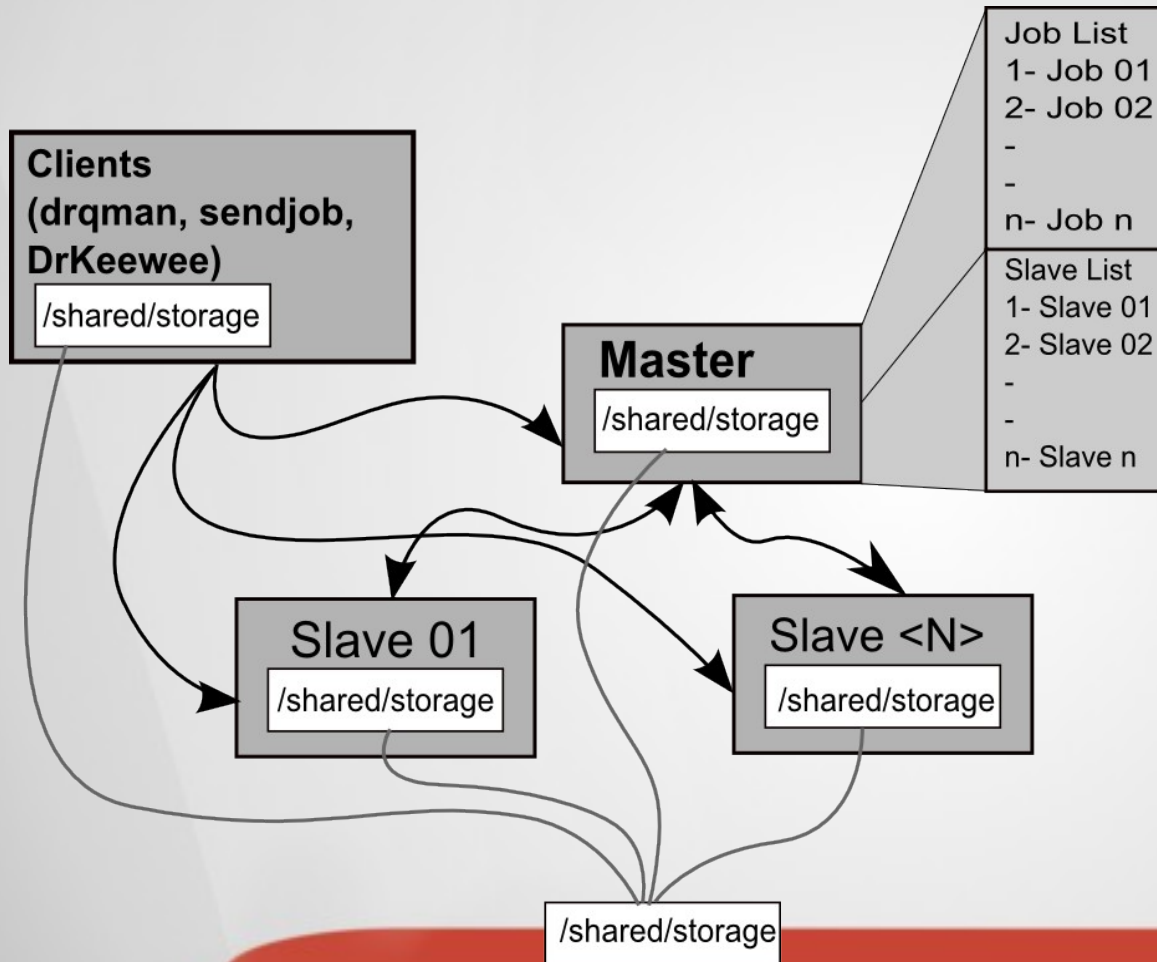 Clients
(drqman, sendjob,
DrKeewee)
/shared/storage
Master
/shared/storage
Job List
1- Job 01
2- Job 02
-
-
n- Job n
Slave List
1- Slave 01
2- Slave 02
-
-
n- Slave n
Slave 01
/shared/storage
Slave <N>
/shared/storage
/shared/storage